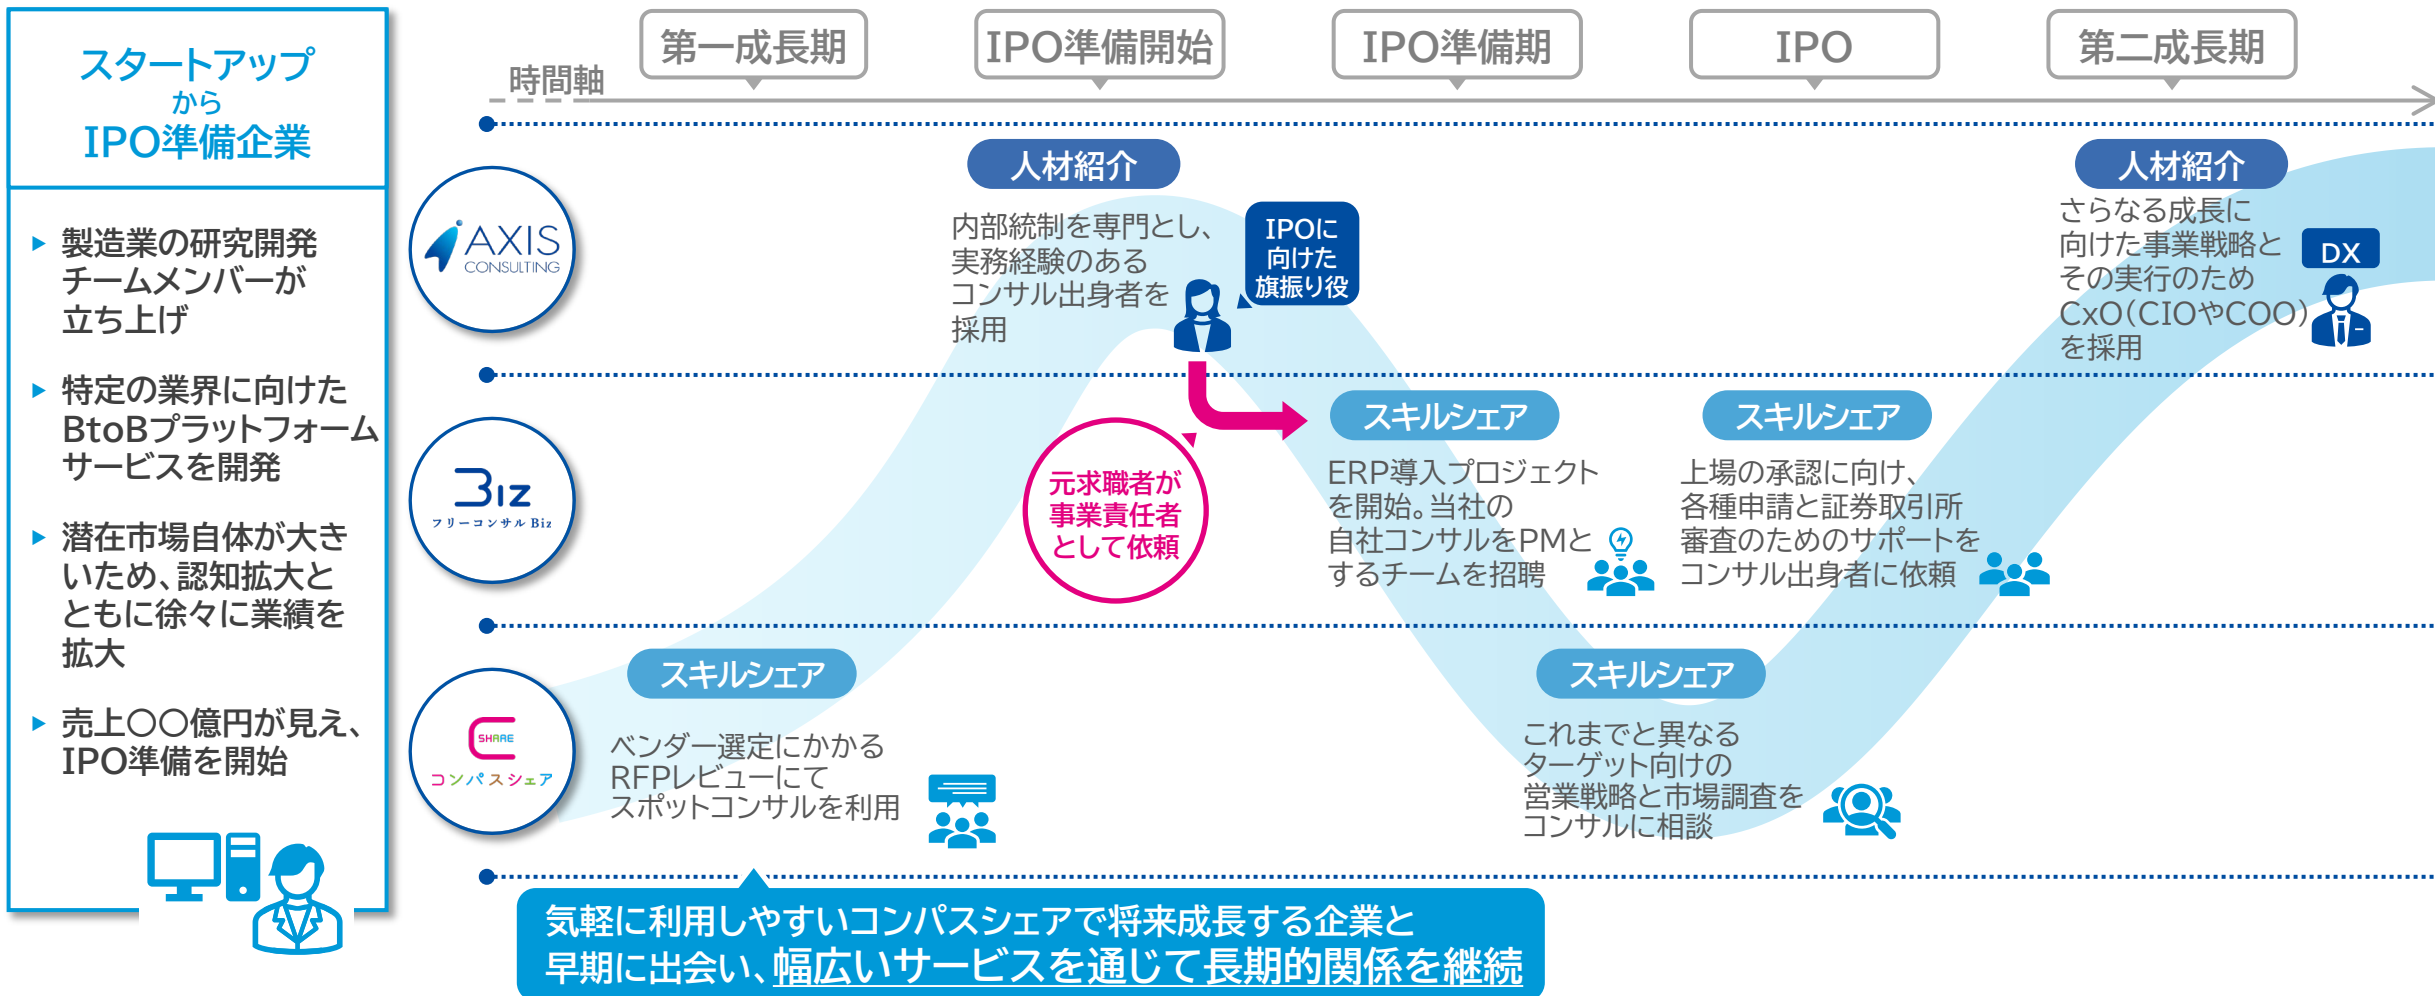 スタートアップ
から
IPO準備企業
▶ 製造業の研究開発
チームメンバーが
立ち上げ
▶ 特定の業界に向けた
BtoBプラットフォーム
サービスを開発
▶ 潜在市場自体が大き
いため、認知拡大と
ともに徐々に業績を
拡大
▶ 売上〇〇億円が見え、
IPO準備を開始
時間軸
第一成長期
IPO準備開始
IPO準備期
IPO
第二成長期
AXIS
CONSULTING
人材紹介
内部統制を専門とし、
実務経験のある
コンサル出身者を
採用
IPOに
向けた
旗振り役
人材紹介
さらなる成長に
向けた事業戦略と
その実行のため
CxO(CIOやCOO)
を採用
DX
Biz
フリーコンサル Biz
元求職者が
事業責任者
として依頼
スキルシェア
ERP導入プロジェクト
を開始。当社の
自社コンサルをPMと
するチームを招聘
スキルシェア
上場の承認に向け、
各種申請と証券取引所
審査のためのサポートを
コンサル出身者に依頼
SHARE
コンパスシェア
スキルシェア
ベンダー選定にかかる
RFPレビューにて
スポットコンサルを利用
スキルシェア
これまでと異なる
ターゲット向けの
営業戦略と市場調査を
コンサルに相談
気軽に利用しやすいコンパスシェアで将来成長する企業と
早期に出会い、幅広いサービスを通じて長期的関係を継続